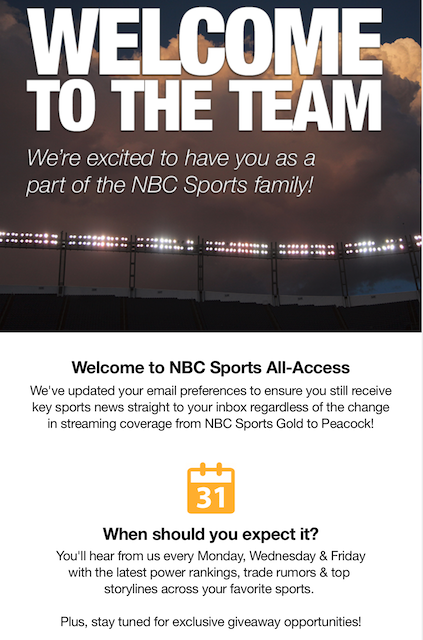 WELCOME
TO THE TEAM
We're excited to have you as a
part of the NBC Sports family!
Welcome to NBC Sports All-Access
We've updated your email preferences to ensure you still receive
key sports news straight to your inbox regardless of the change
in streaming coverage from NBC Sports Gold to Peacock!
31
When should you expect it?
You'll hear from us every Monday, Wednesday & Friday
with the latest power rankings, trade rumors & top
storylines across your favorite sports.
Plus, stay tuned for exclusive giveaway opportunities!